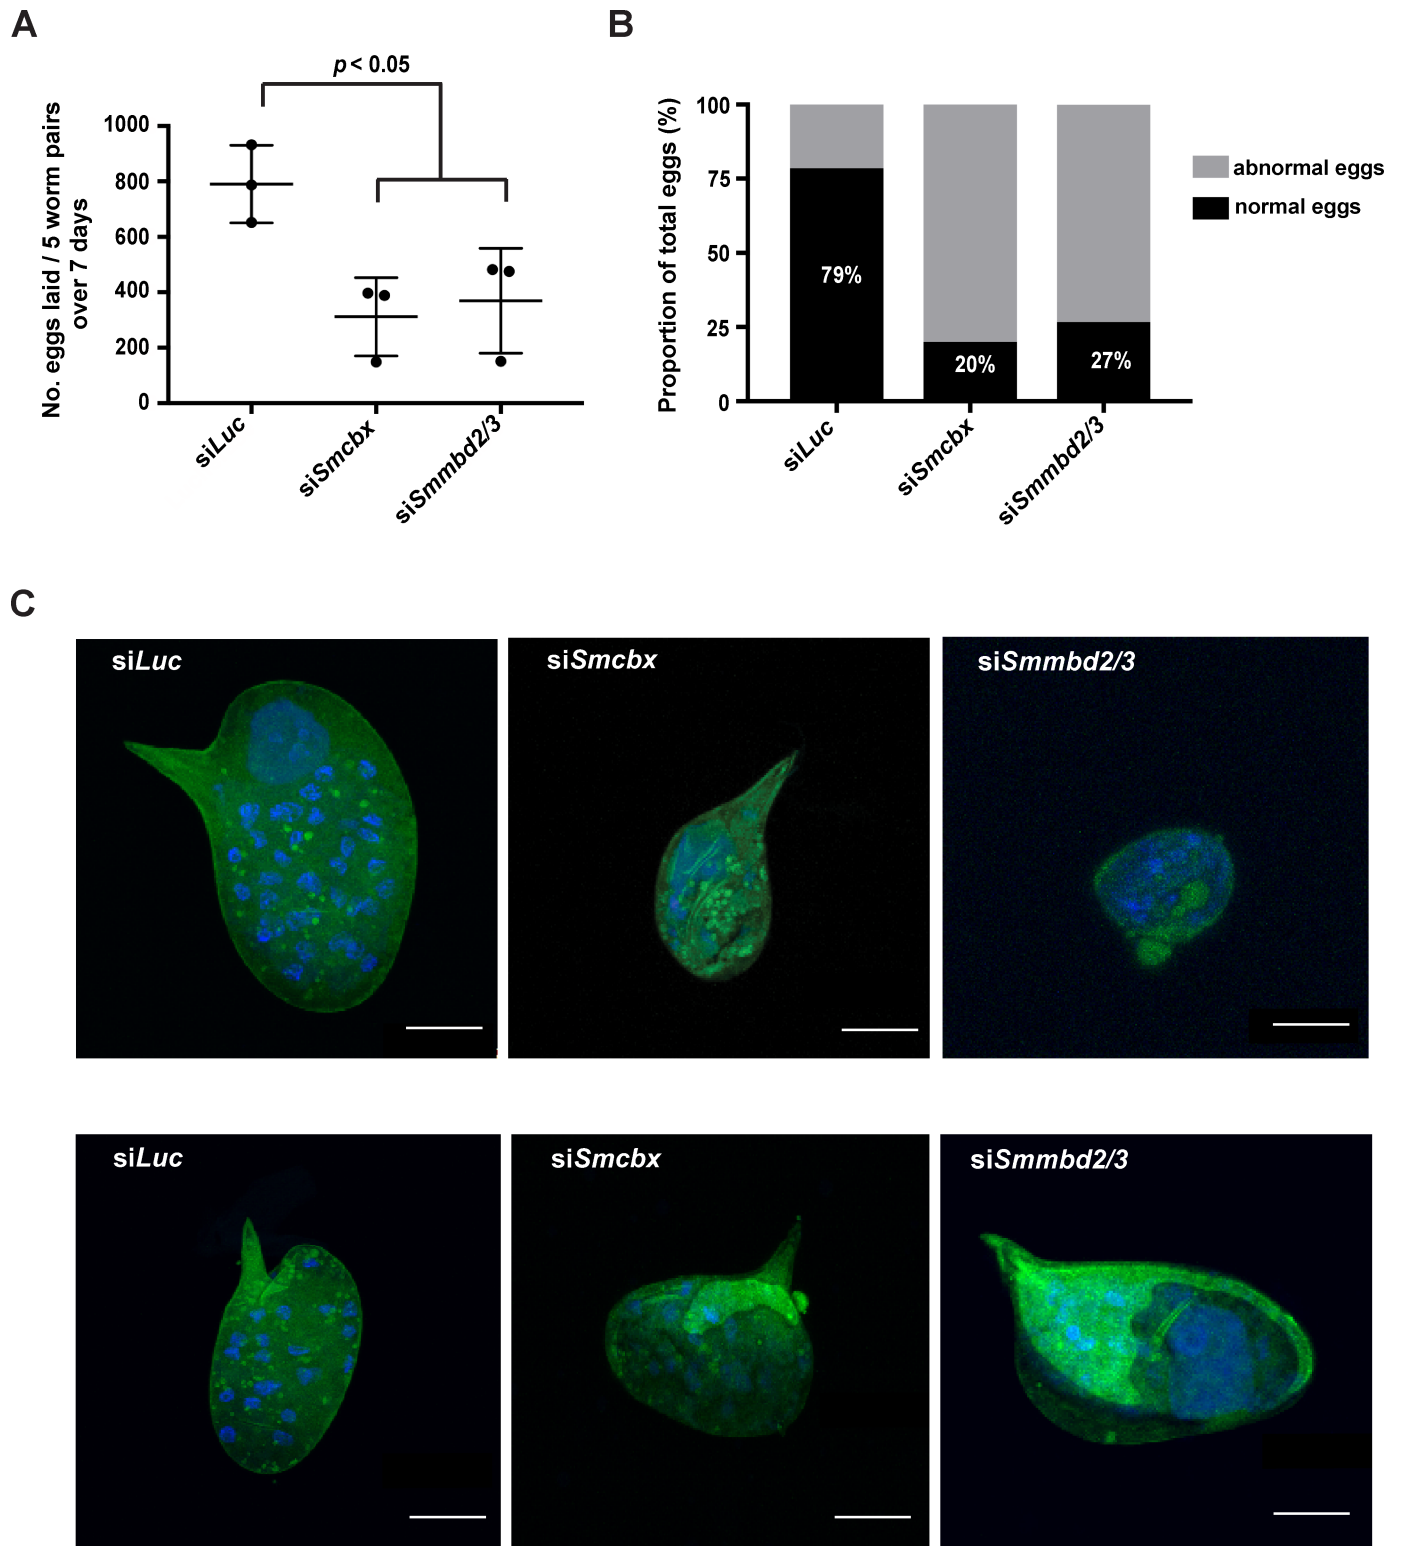 A
B
p < 0.05
No. eggs laid / 5 worm pairs
over 7 days
1000
800
600
400
200
0
siLuc
siSmcbx
siSmmbd2/3
Proportion of total eggs (%)
100
75
50
25
0
79%
20%
27%
siLuc
siSmcbx
siSmmbd2/3
abnormal eggs
normal eggs
C
siLuc
siSmcbx
siSmmbd2/3
siLuc
siSmcbx
siSmmbd2/3